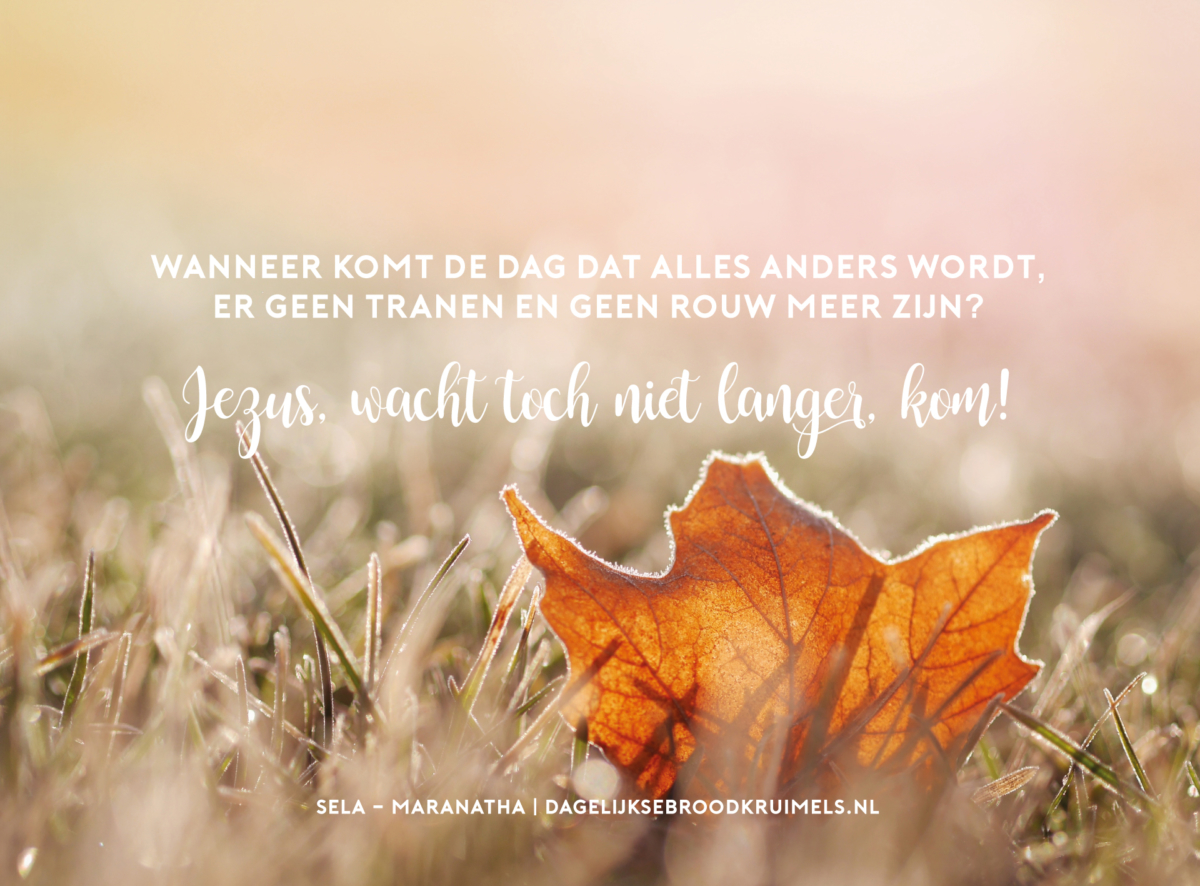 WANNEER KOMT DE DAG DAT ALLES ANDERS WORDT,
ER GEEN TRANEN EN GEEN ROUW MEER ZIJN?
Jezus, wacht toch niet langer, kom!
SELA – MARANATHA | DAGELIJKSEBROODKRUIMELS.NL